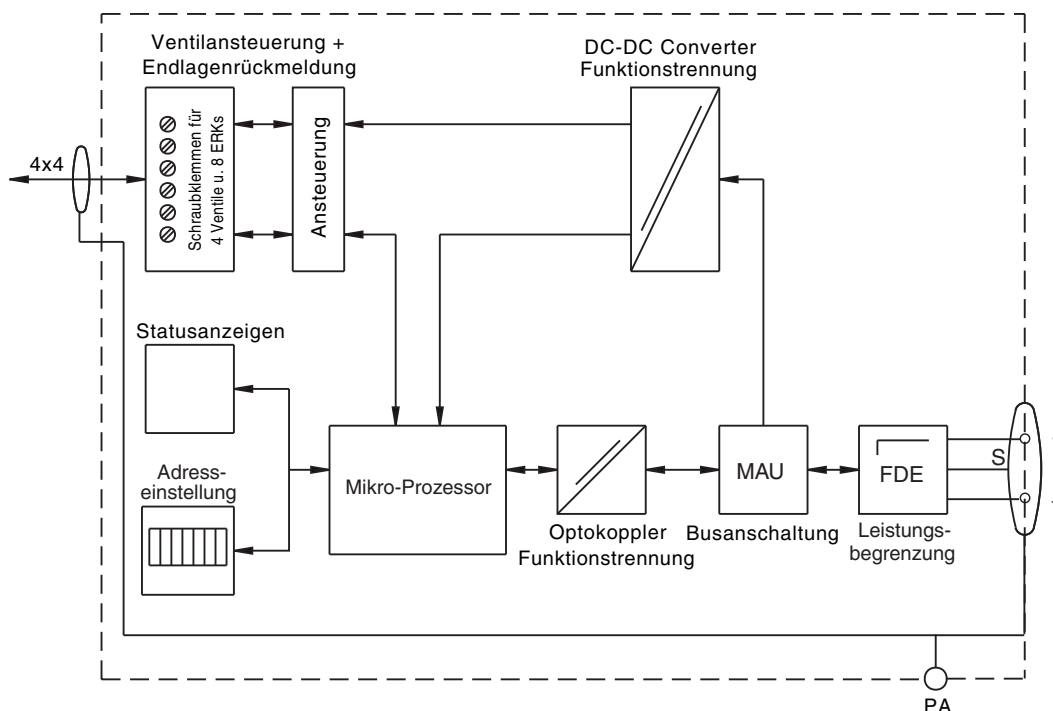 Ventilansteuerung +
Endlagenrückmeldung
DC-DC Converter
Funktionstrennung
4x4
Schraubklemmen für
4 Ventile u. 8 ERKs
Ansteuerung
Statusanzeigen
Adress-
einstellung
Mikro-Prozessor
Optokoppler
Funktionstrennung
MAU
Busanschaltung
FDE
Leistungs-
begrenzung
S
PA